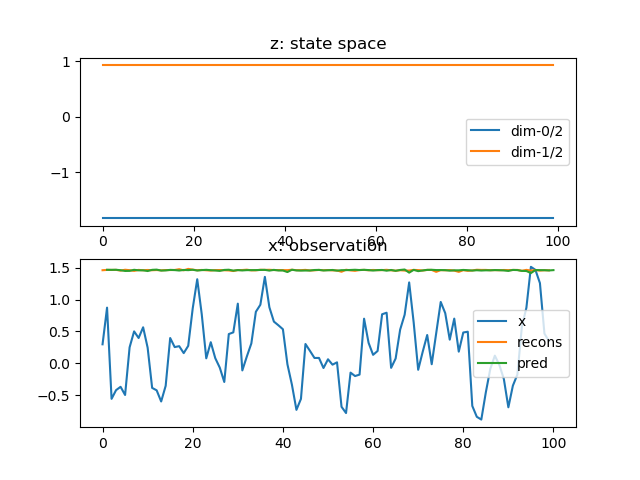 z: state space
1
0
−1
dim-0/2
dim-1/2
0 20 40 60 80 100
x: observation
1.5
1.0
0.5
0.0
−0.5
x
recons
pred
0 20 40 60 80 100